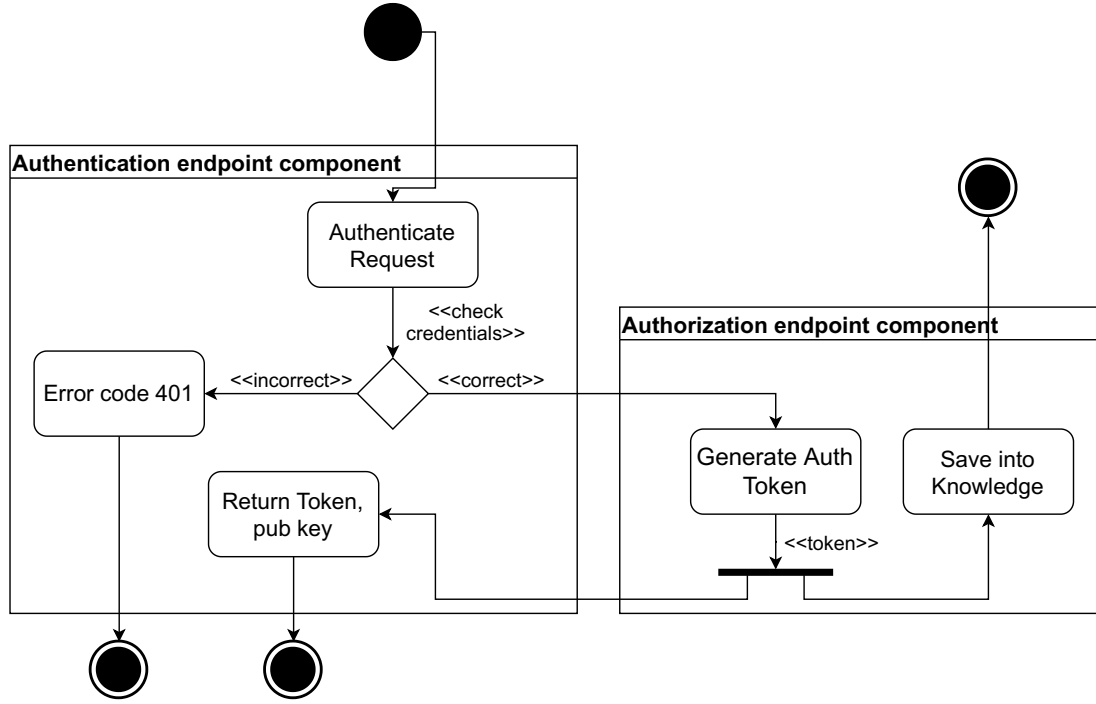 Authentication endpoint component
Authenticate
Request
<<check
credentials>>
Authorization endpoint component
Error code 401
<<incorrect>>
<<correct>>
Generate Auth
Token
Save into
Knowledge
Return Token,
pub key
<<token>>